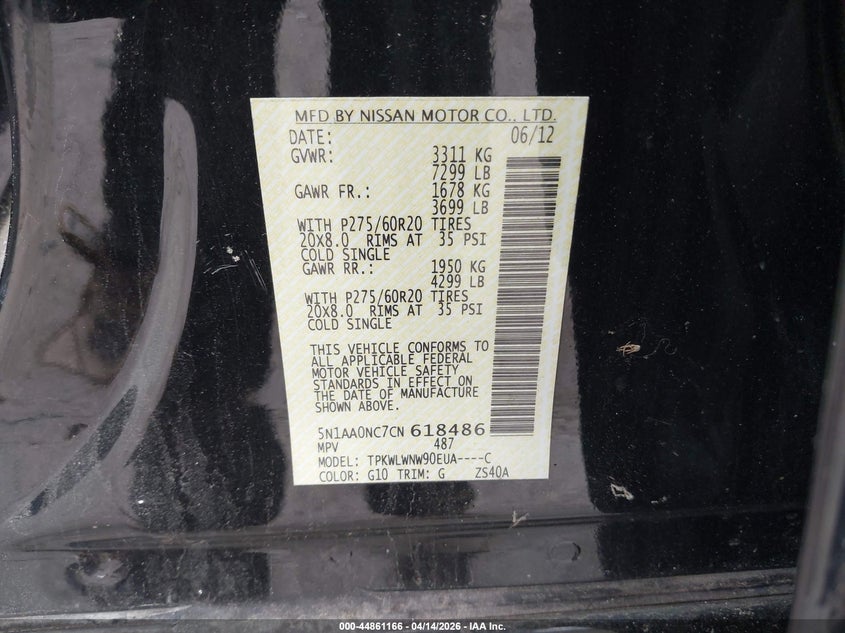 MFD BY NISSAN MOTOR CO., LTD.
DATE: 06/12
GVWR: 3311 KG
7299 LB
GAWR FR.: 1678 KG
3699 LB
WITH P275/60R20 TIRES
20X8.0 RIMS AT 35 PSI
COLD SINGLE
GAWR RR.: 1950 KG
4299 LB
WITH P275/60R20 TIRES
20X8.0 RIMS AT 35 PSI
COLD SINGLE
THIS VEHICLE CONFORMS TO
ALL APPLICABLE FEDERAL
MOTOR VEHICLE SAFETY
STANDARDS IN EFFECT ON
THE DATE OF MANUFACTURE
SHOWN ABOVE.
5N1AA0NC7CN 618486
MPV 487
MODEL: TPKWLWNW90EUA----C
COLOR: G10 TRIM: G ZS40A
000-44861166 - 04/14/2026 - IAA Inc.